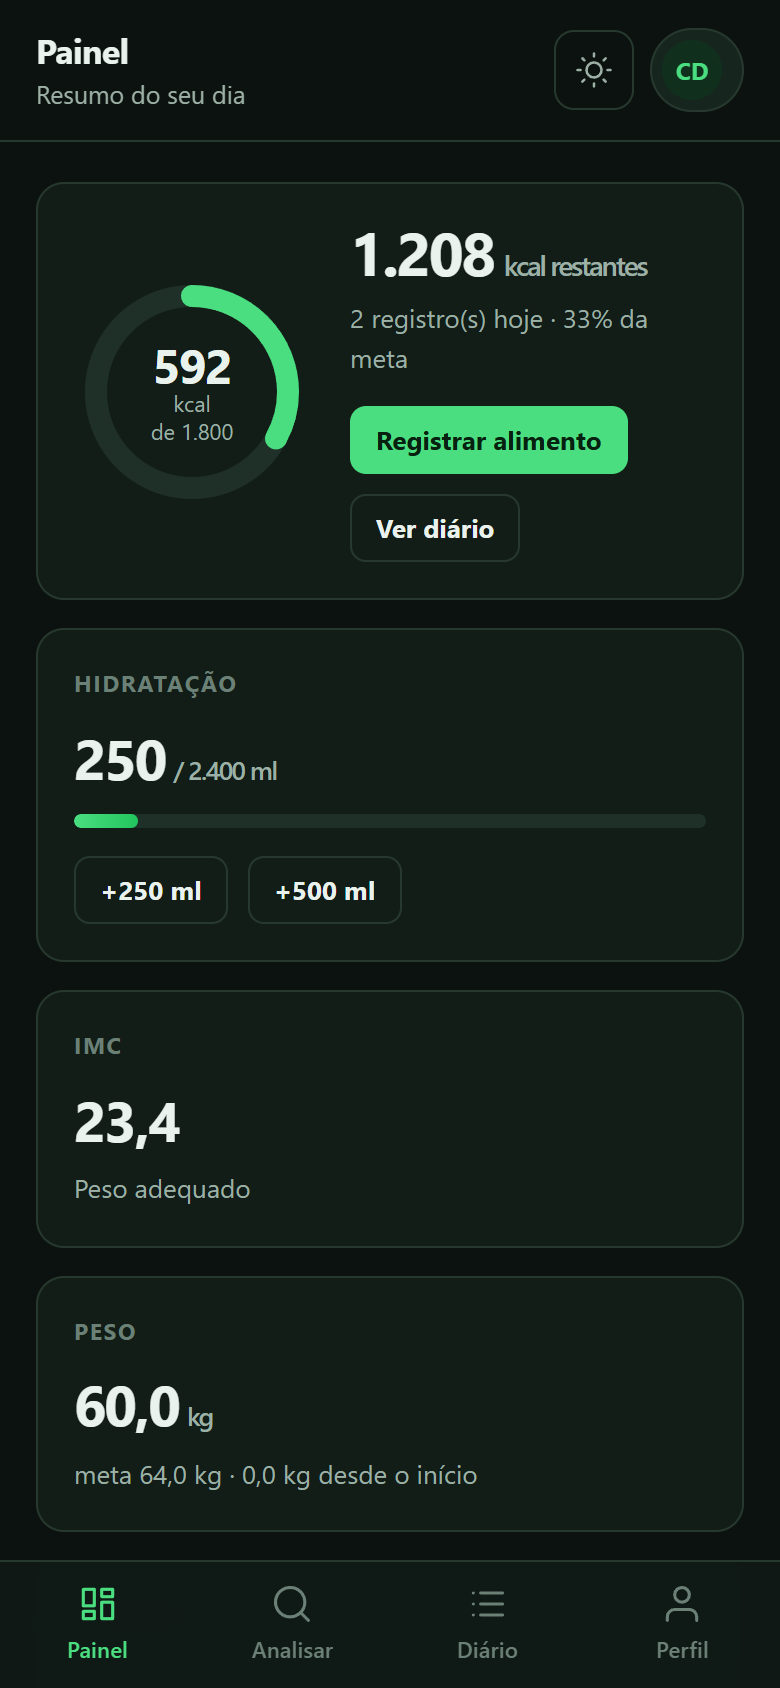 Painel
Resumo do seu dia
CD
592
kcal
de 1.800
1.208 kcal restantes
2 registro(s) hoje · 33% da
meta
Registrar alimento
Ver diário
HIDRATAÇÃO
250 / 2.400 ml
+250 ml
+500 ml
IMC
23,4
Peso adequado
PESO
60,0 kg
meta 64,0 kg · 0,0 kg desde o início
Painel
Analisar
Diário
Perfil